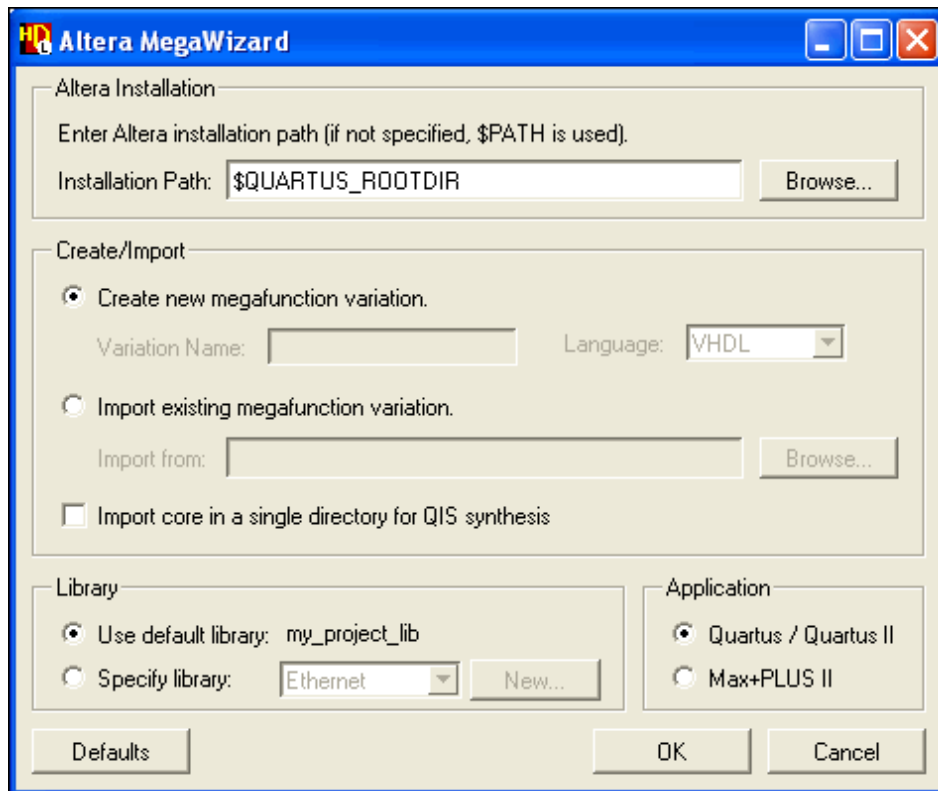 HDL Altera MegaWizard
Altera Installation
Enter Altera installation path (if not specified, $PATH is used).
Installation Path: $QUARTUS_ROOTDIR Browse...
Create/Import
Create new megafunction variation.
Variation Name: Language: VHDL
Import existing megafunction variation.
Import from: Browse...
Import core in a single directory for QIS synthesis
Library
Use default library: my_project_lib
Specify library: Ethernet New...
Application
Quartus / Quartus II
Max+PLUS II
Defaults OK Cancel